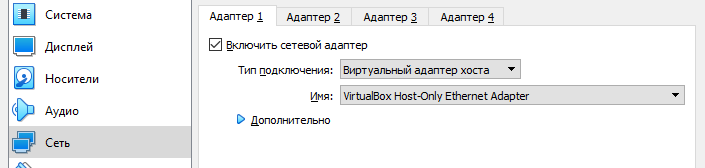 Система
Дисплей
Носители
Аудио
Сеть
Адаптер 1
Адаптер 2
Адаптер 3
Адаптер 4
Включить сетевой адаптер
Тип подключения: Виртуальный адаптер хоста
Имя: VirtualBox Host-Only Ethernet Adapter
Дополнительно